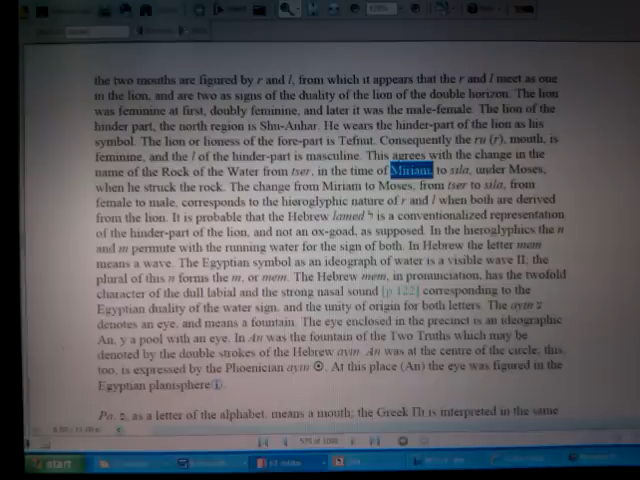 the two mouths are figured by r and l, from which it appears that the r and l meet as one
in the lion, and are two as signs of the duality of the lion of the double horizon. The lion
was feminine at first, doubly feminine, and later it was the male-female. The lion of the
hinder part, the north region is Shu-Anhar. He wears the hinder-part of the lion as his
symbol. The lion or lioness of the fore-part is Tefnut. Consequently the ru (r), mouth, is
feminine, and the l of the hinder-part is masculine. This agrees with the change in the
name of the Rock of the Water from tser, in the time of Miriam, to sila, under Moses,
when he struck the rock. The change from Miriam to Moses, from tser to sila, from
female to male, corresponds to the hieroglyphic nature of r and l when both are derived
from the lion. It is probable that the Hebrew lamed ל is a conventionalized representation
of the hinder-part of the lion, and not an ox-goad, as supposed. In the hieroglyphics the n
and m permute with the running water for the sign of both. In Hebrew the letter mem
means a wave. The Egyptian symbol as an ideograph of water is a visible wave II, the
plural of this n forms the m, or mem. The Hebrew mem, in pronunciation, has the twofold
character of the dull labial and the strong nasal sound [p.122] corresponding to the
Egyptian duality of the water sign, and the unity of origin for both letters. The ayin ע
denotes an eye, and means a fountain. The eye enclosed in the precinct is an ideographic
An, y a pool with an eye. In An was the fountain of the Two Truths which may be
denoted by the double strokes of the Hebrew ayin. An was at the centre of the circle, this
too, is expressed by the Phoenician ayin ⊙. At this place (An) the eye was figured in the
Egyptian planisphere
Pa, פ, as a letter of the alphabet, means a mouth; the Greek Πh is interpreted in the same
start